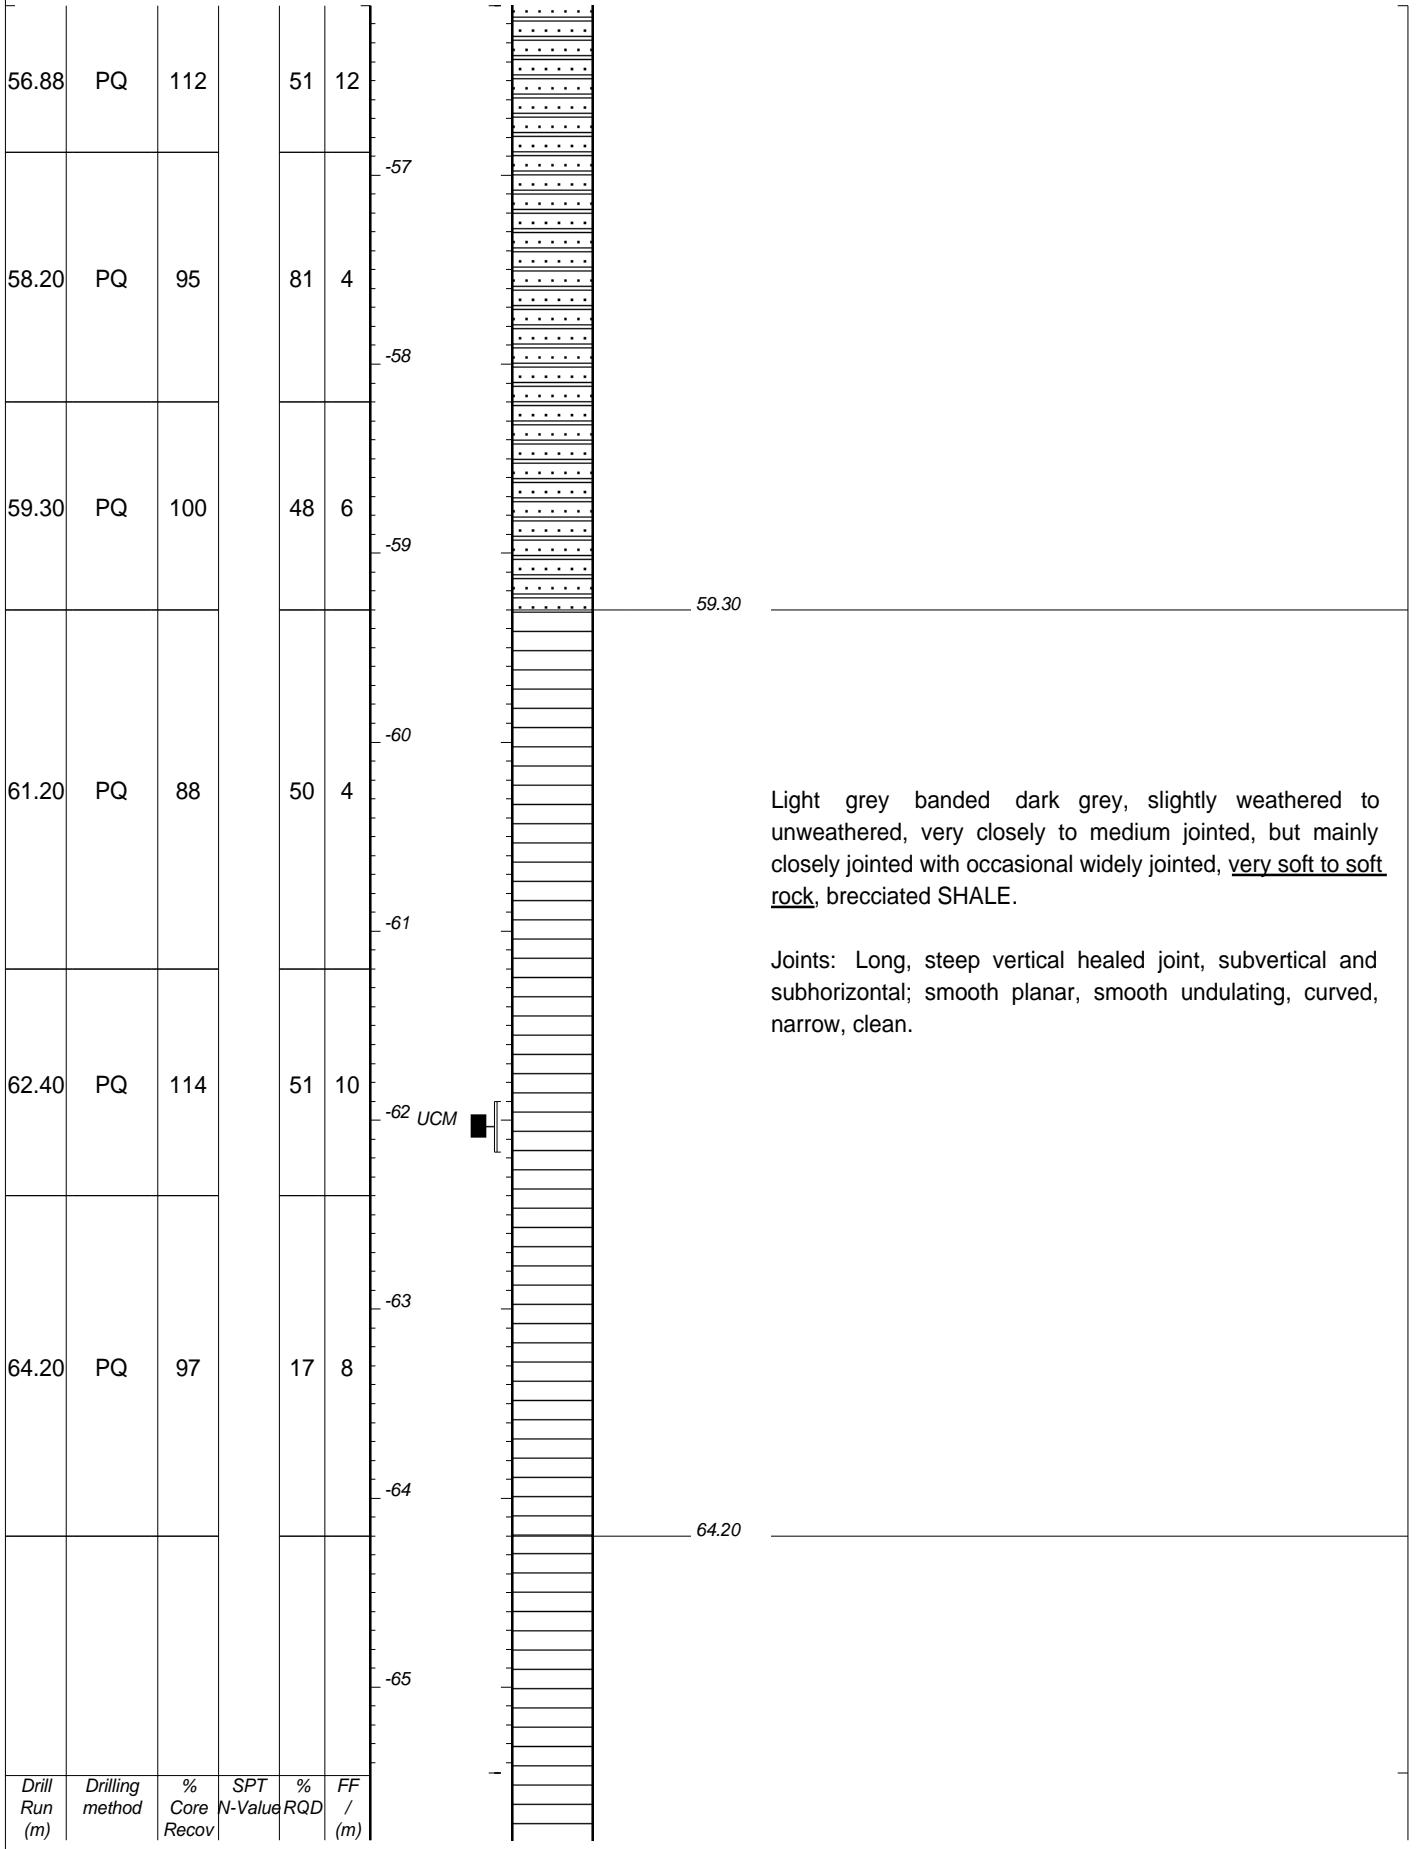 56.88 PQ 112 51 12
-57
58.20 PQ 95 81 4
-58
59.30 PQ 100 48 6
-59
59.30
-60
61.20 PQ 88 50 4
Light grey banded dark grey, slightly weathered to
unweathered, very closely to medium jointed, but mainly
closely jointed with occasional widely jointed, very soft to soft
rock, brecciated SHALE.
-61
Joints: Long, steep vertical healed joint, subvertical and
subhorizontal; smooth planar, smooth undulating, curved,
narrow, clean.
62.40 PQ 114 51 10
-62 UCM
-63
64.20 PQ 97 17 8
-64
64.20
-65
Drill Drilling % SPT % FF
Run method Core N-Value RQD /
(m) Recov (m)